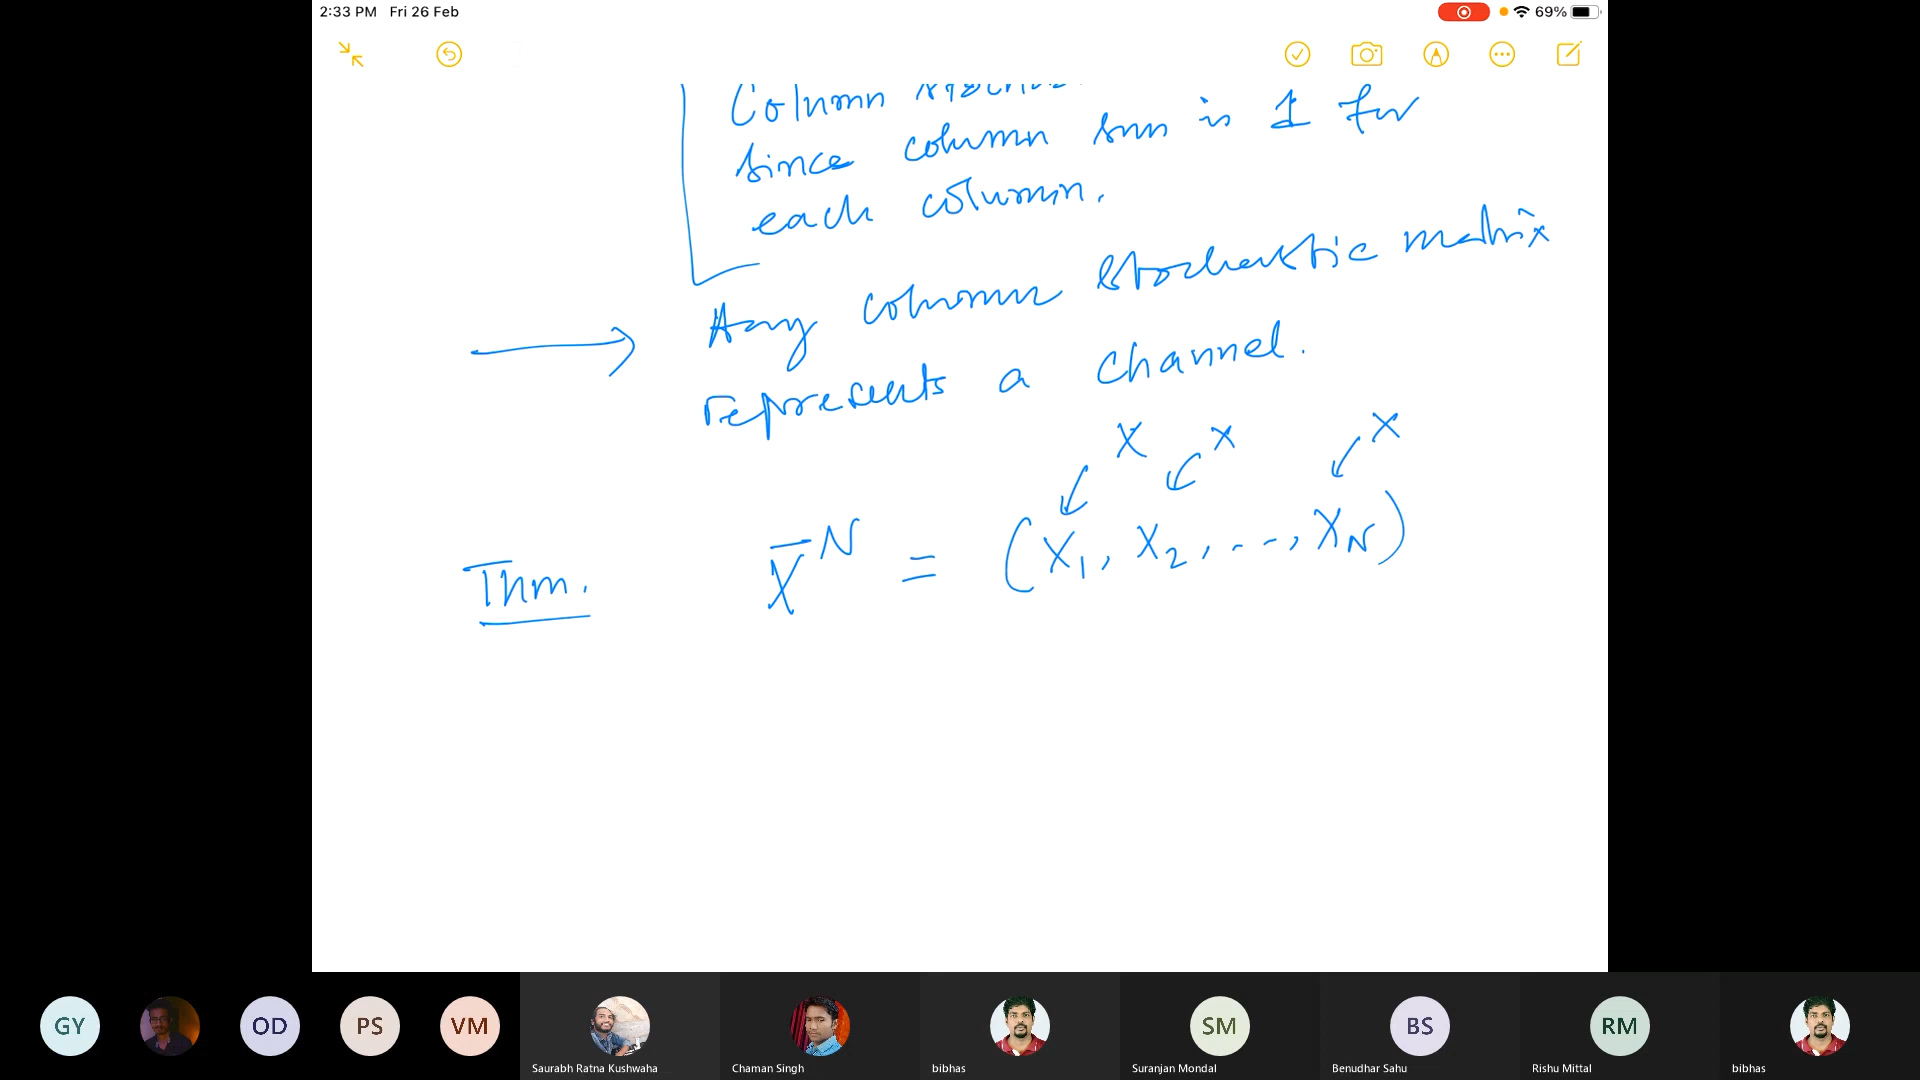 2:33 PM Fri 26 Feb
69%
Column
since column sum is 1 for
each column.
Any column stochastic matrix
represents a channel.
X X X
Thm. X̅^N = (X₁, X₂, ..., X_N)
GY OD PS VM SM BS RM
Saurabh Ratna Kushwaha Chaman Singh bibhas Suranjan Mondal Benudhar Sahu Rishu Mittal bibhas